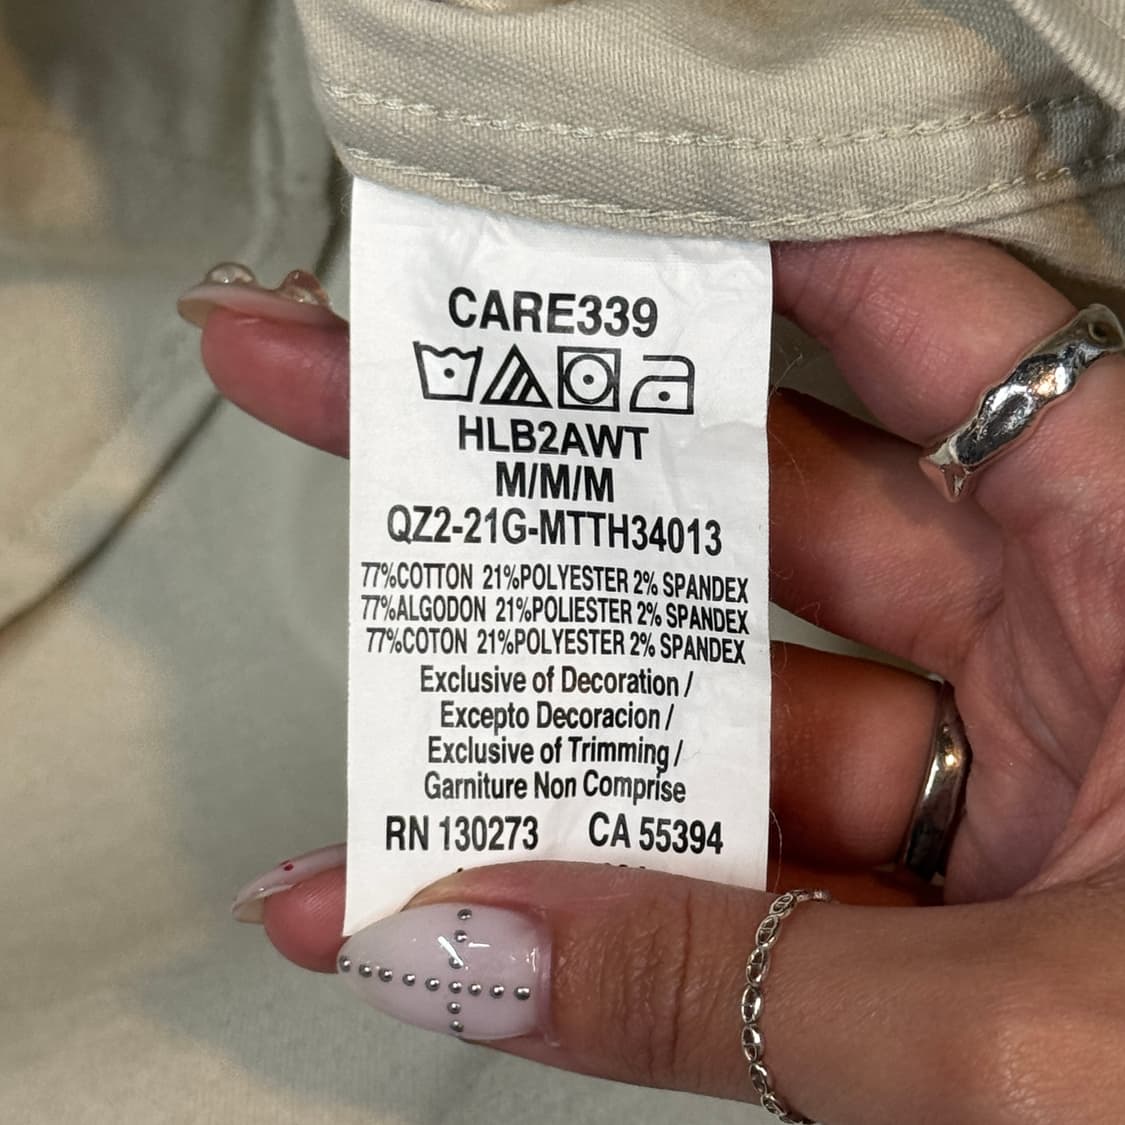 CARE339
HLB2AWT
M/M/M
QZ2-21G-MTTH34013
77%COTTON 21%POLYESTER 2% SPANDEX
77%ALGODON 21%POLIESTER 2% SPANDEX
77%COTON 21%POLYESTER 2% SPANDEX
Exclusive of Decoration /
Excepto Decoracion /
Exclusive of Trimming /
Garniture Non Comprise
RN 130273 CA 55394